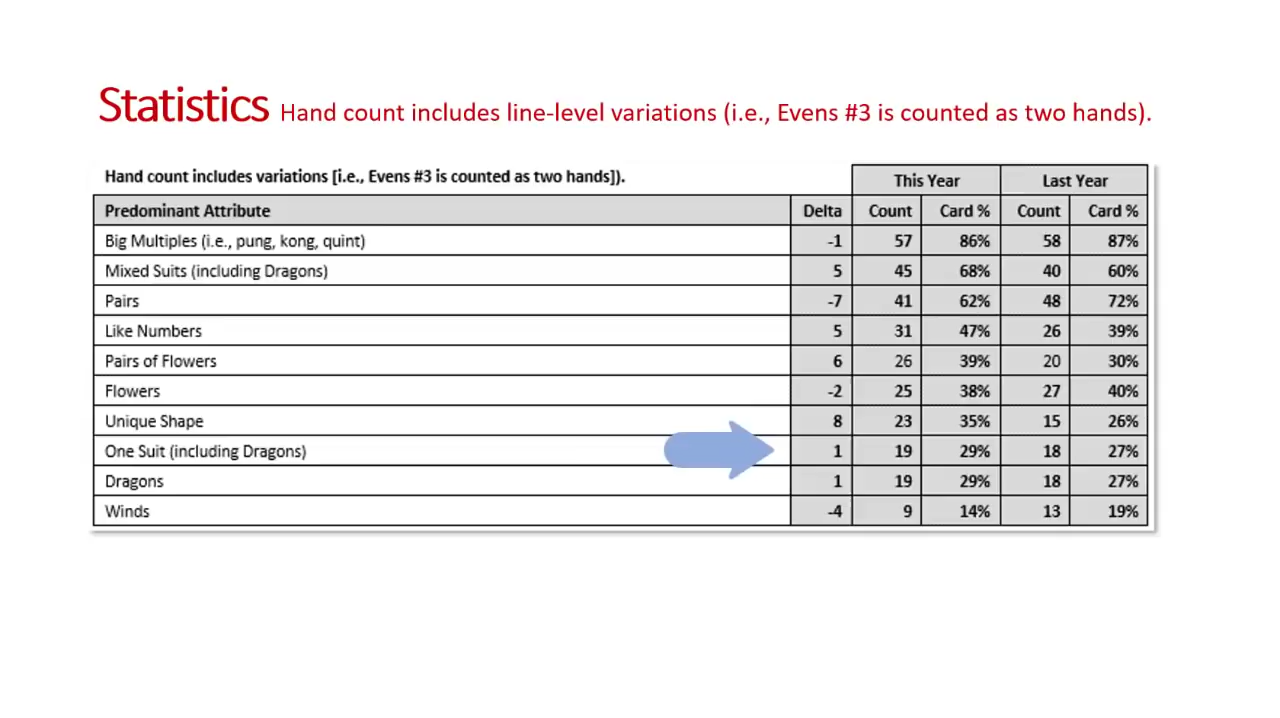 Statistics Hand count includes line-level variations (i.e., Evens #3 is counted as two hands).
Hand count includes variations [i.e., Evens #3 is counted as two hands]). This Year Last Year
Predominant Attribute Delta Count Card % Count Card %
Big Multiples (i.e., pung, kong, quint) -1 57 86% 58 87%
Mixed Suits (including Dragons) 5 45 68% 40 60%
Pairs -7 41 62% 48 72%
Like Numbers 5 31 47% 26 39%
Pairs of Flowers 6 26 39% 20 30%
Flowers -2 25 38% 27 40%
Unique Shape 8 23 35% 15 26%
One Suit (including Dragons) 1 19 29% 18 27%
Dragons 1 19 29% 18 27%
Winds -4 9 14% 13 19%